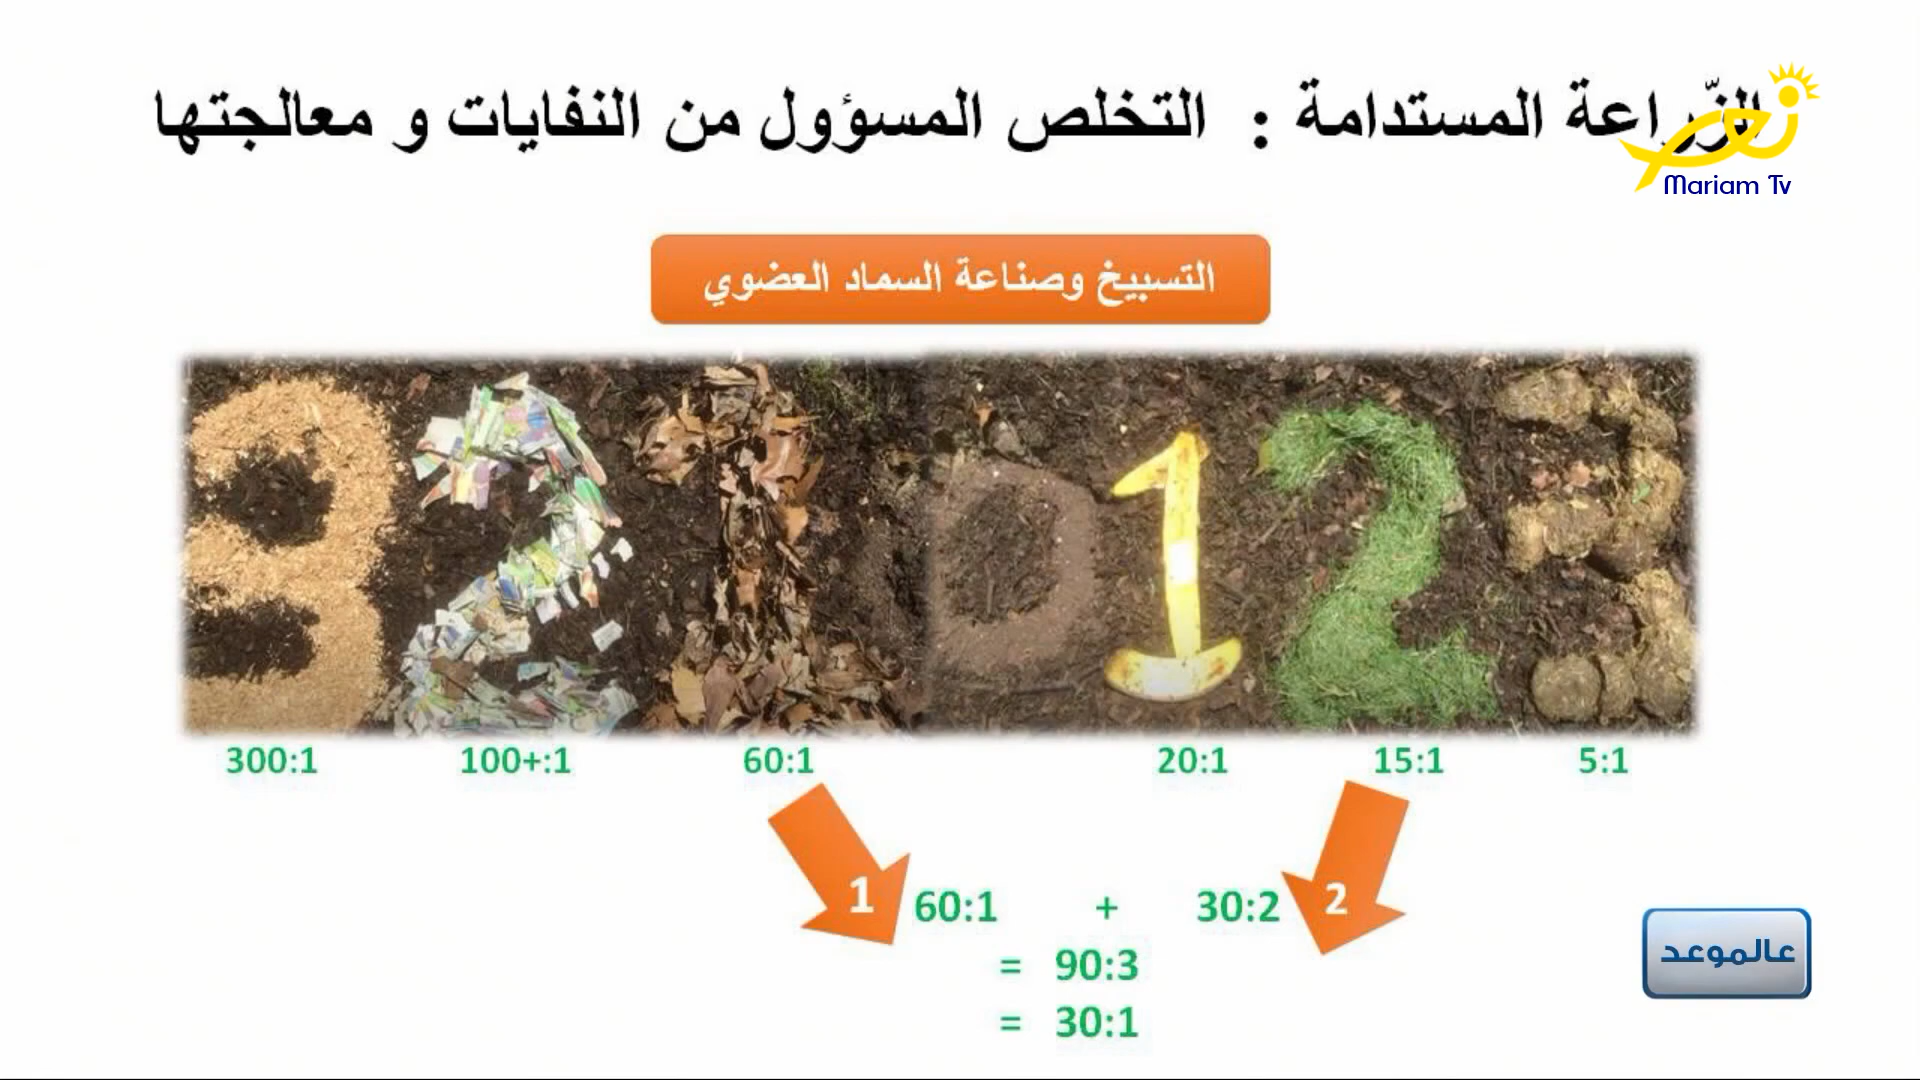 الزّراعة المستدامة : التخلص المسؤول من النفايات و معالجتها
Mariam Tv
التسبيخ وصناعة السماد العضوي
300:1 100+:1 60:1 20:1 15:1 5:1
1 60:1 + 30:2 2
= 90:3
= 30:1
عالموعد